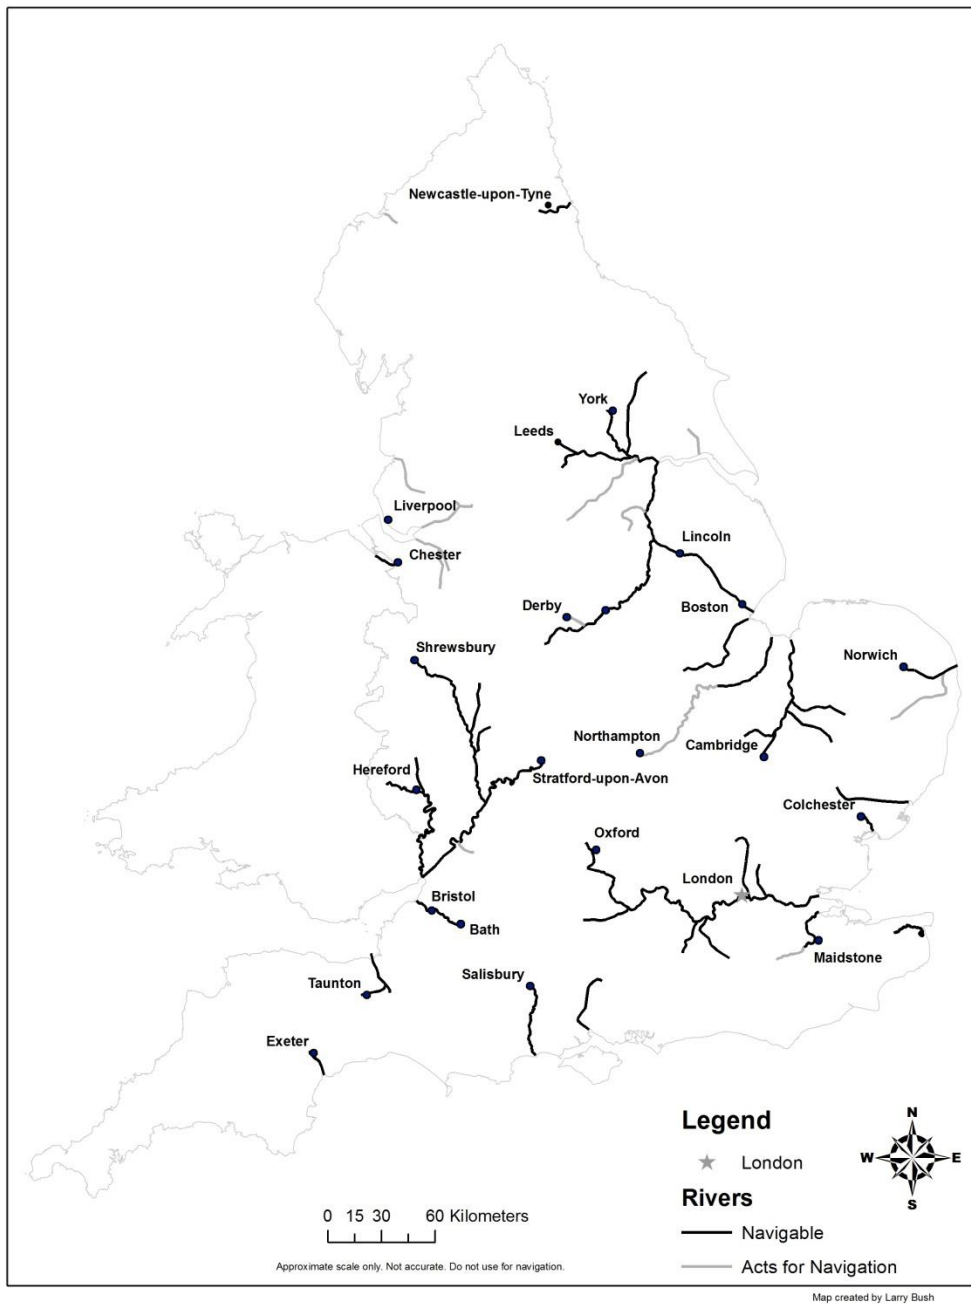 Newcastle-upon-Tyne
York
Leeds
Liverpool
Chester
Lincoln
Derby
Boston
Shrewsbury
Norwich
Northampton
Cambridge
Hereford
Stratford-upon-Avon
Colchester
Oxford
London
Bristol
Bath
Maidstone
Taunton
Salisbury
Exeter
Legend
London
Rivers
Navigable
Acts for Navigation
N
W E
S
0 15 30 60 Kilometers
Approximate scale only. Not accurate. Do not use for navigation.
Map created by Larry Bush